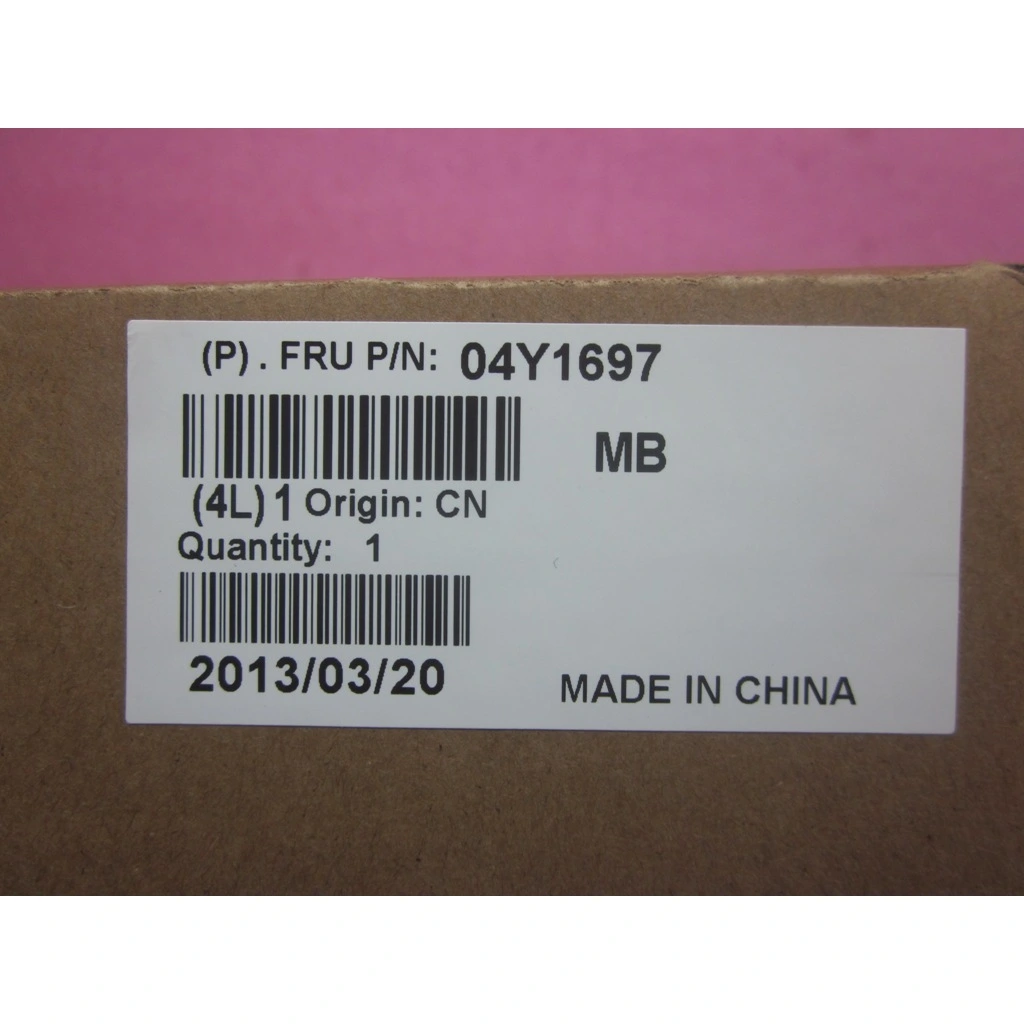 (P) . FRU P/N: 04Y1697
MB
(4L) 1 Origin: CN
Quantity: 1
2013/03/20
MADE IN CHINA